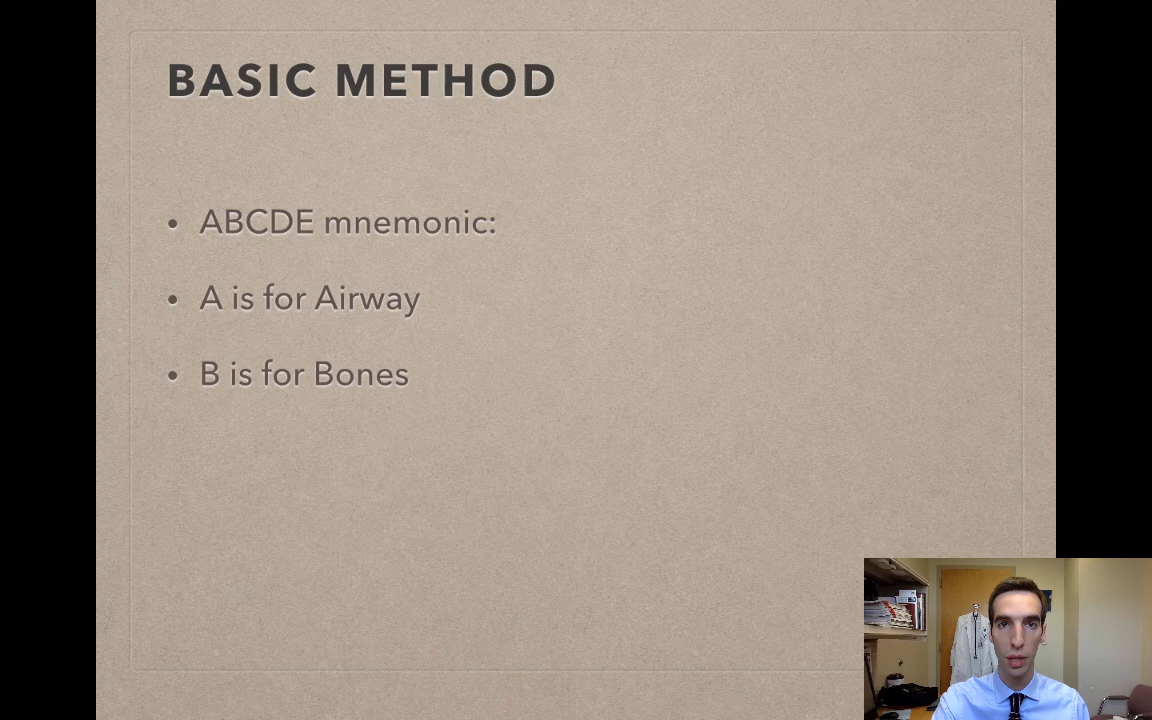 BASIC METHOD
• ABCDE mnemonic:
• A is for Airway
• B is for Bones